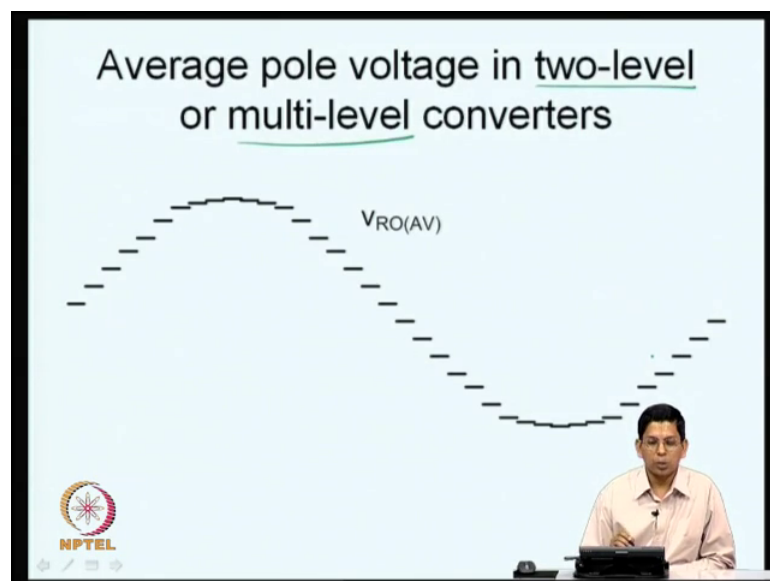 Average pole voltage in two-level
or multi-level converters
VRO(AV)
NPTEL